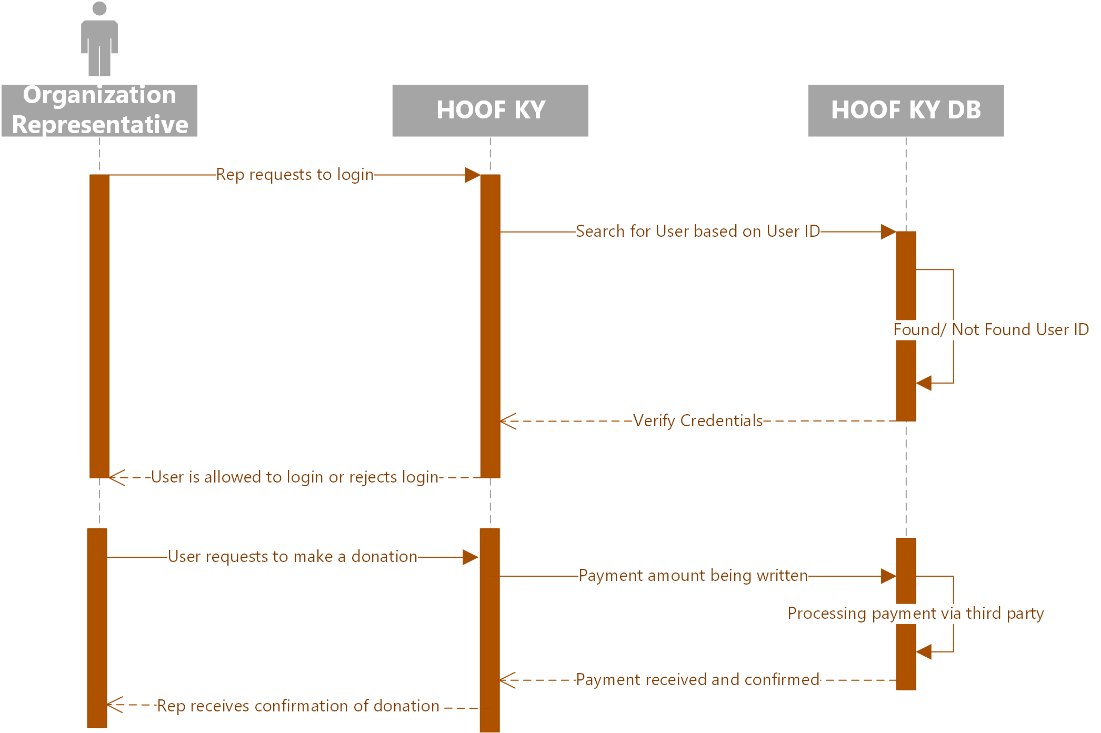 Organization
Representative
HOOF KY
HOOF KY DB
Rep requests to login
Search for User based on User ID
Found/ Not Found User ID
Verify Credentials
User is allowed to login or rejects login
User requests to make a donation
Payment amount being written
Processing payment via third party
Payment received and confirmed
Rep receives confirmation of donation